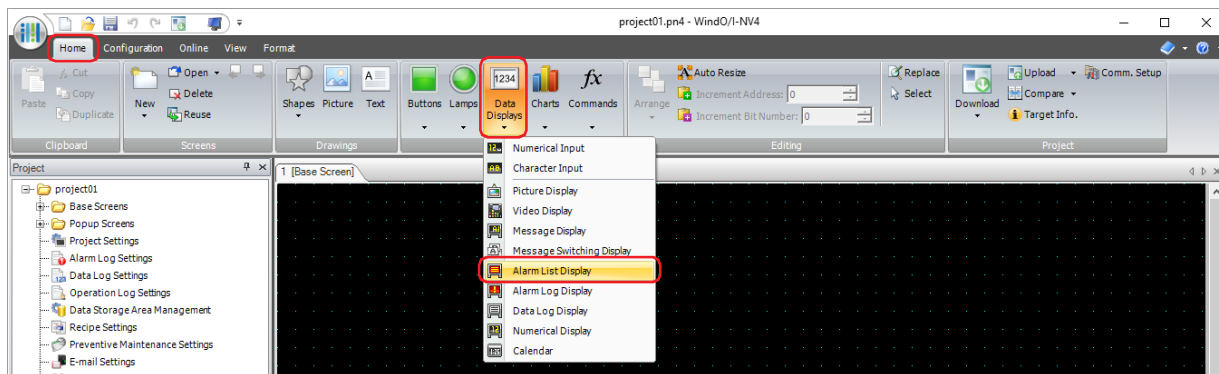 project01.pn4 - WindO/I-NV4
Home Configuration Online View Format
Paste
Cut
Copy
Duplicate
Clipboard
New
Open
Delete
Reuse
Screens
Shapes Picture Text
Drawings
Buttons Lamps Data Displays Charts Commands
1234
fx
Arrange
Auto Resize
Increment Address: 0
Increment Bit Number: 0
Replace
Select
Editing
Download
Upload
Compare
Target Info.
Comm. Setup
Project
Project
project01
Base Screens
Popup Screens
Project Settings
Alarm Log Settings
Data Log Settings
Operation Log Settings
Data Storage Area Management
Recipe Settings
Preventive Maintenance Settings
E-mail Settings
1 [Base Screen]
Numerical Input
Character Input
Picture Display
Video Display
Message Display
Message Switching Display
Alarm List Display
Alarm Log Display
Data Log Display
Numerical Display
Calendar